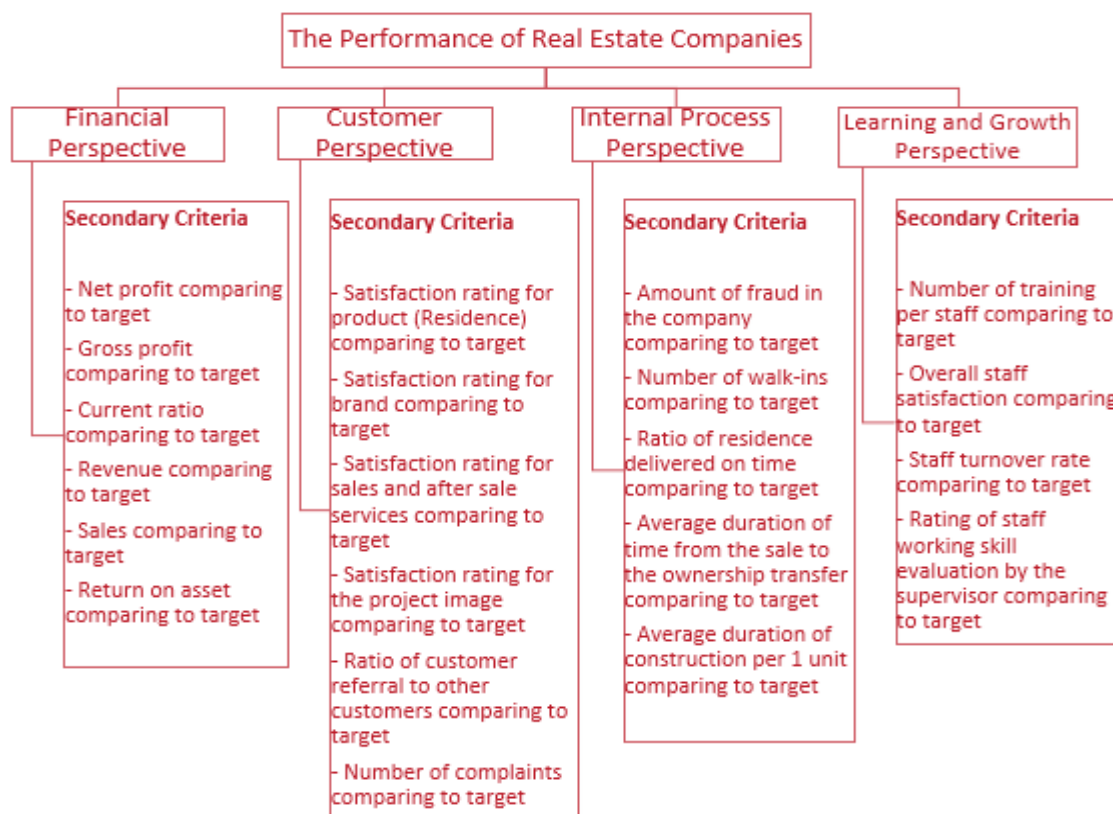 The Performance of Real Estate Companies
Financial
Perspective
Customer
Perspective
Internal Process
Perspective
Learning and Growth
Perspective
Secondary Criteria
- Net profit comparing
to target
- Gross profit
comparing to target
- Current ratio
comparing to target
- Revenue comparing
to target
- Sales comparing to
target
- Return on asset
comparing to target
Secondary Criteria
- Satisfaction rating for
product (Residence)
comparing to target
- Satisfaction rating for
brand comparing to
target
- Satisfaction rating for
sales and after sale
services comparing to
target
- Satisfaction rating for
the project image
comparing to target
- Ratio of customer
referral to other
customers comparing to
target
- Number of complaints
comparing to target
Secondary Criteria
- Amount of fraud in
the company
comparing to target
- Number of walk-ins
comparing to target
- Ratio of residence
delivered on time
comparing to target
- Average duration of
time from the sale to
the ownership transfer
comparing to target
- Average duration of
construction per 1 unit
comparing to target
Secondary Criteria
- Number of training
per staff comparing to
target
- Overall staff
satisfaction comparing
to target
- Staff turnover rate
comparing to target
- Rating of staff
working skill
evaluation by the
supervisor comparing
to target